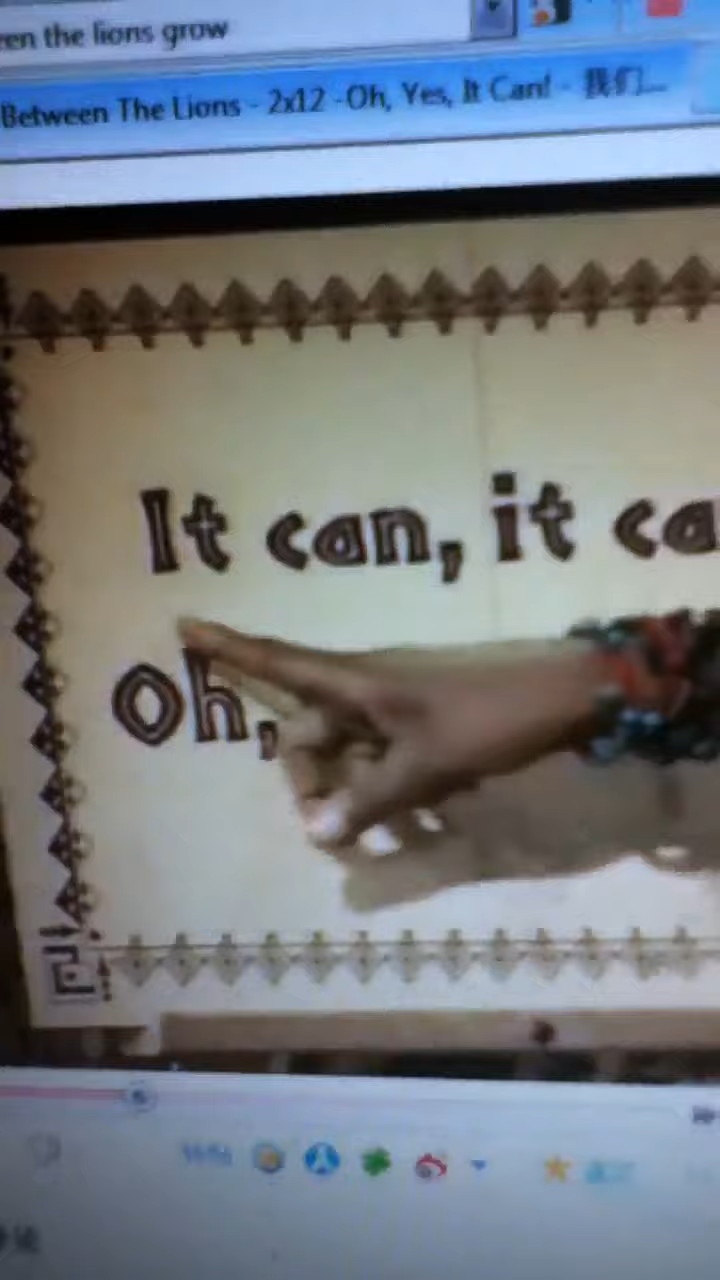 en the lions grow
Between The Lions - 2x12 - Oh, Yes, It Can! - 我们...
It can, it ca
Oh,